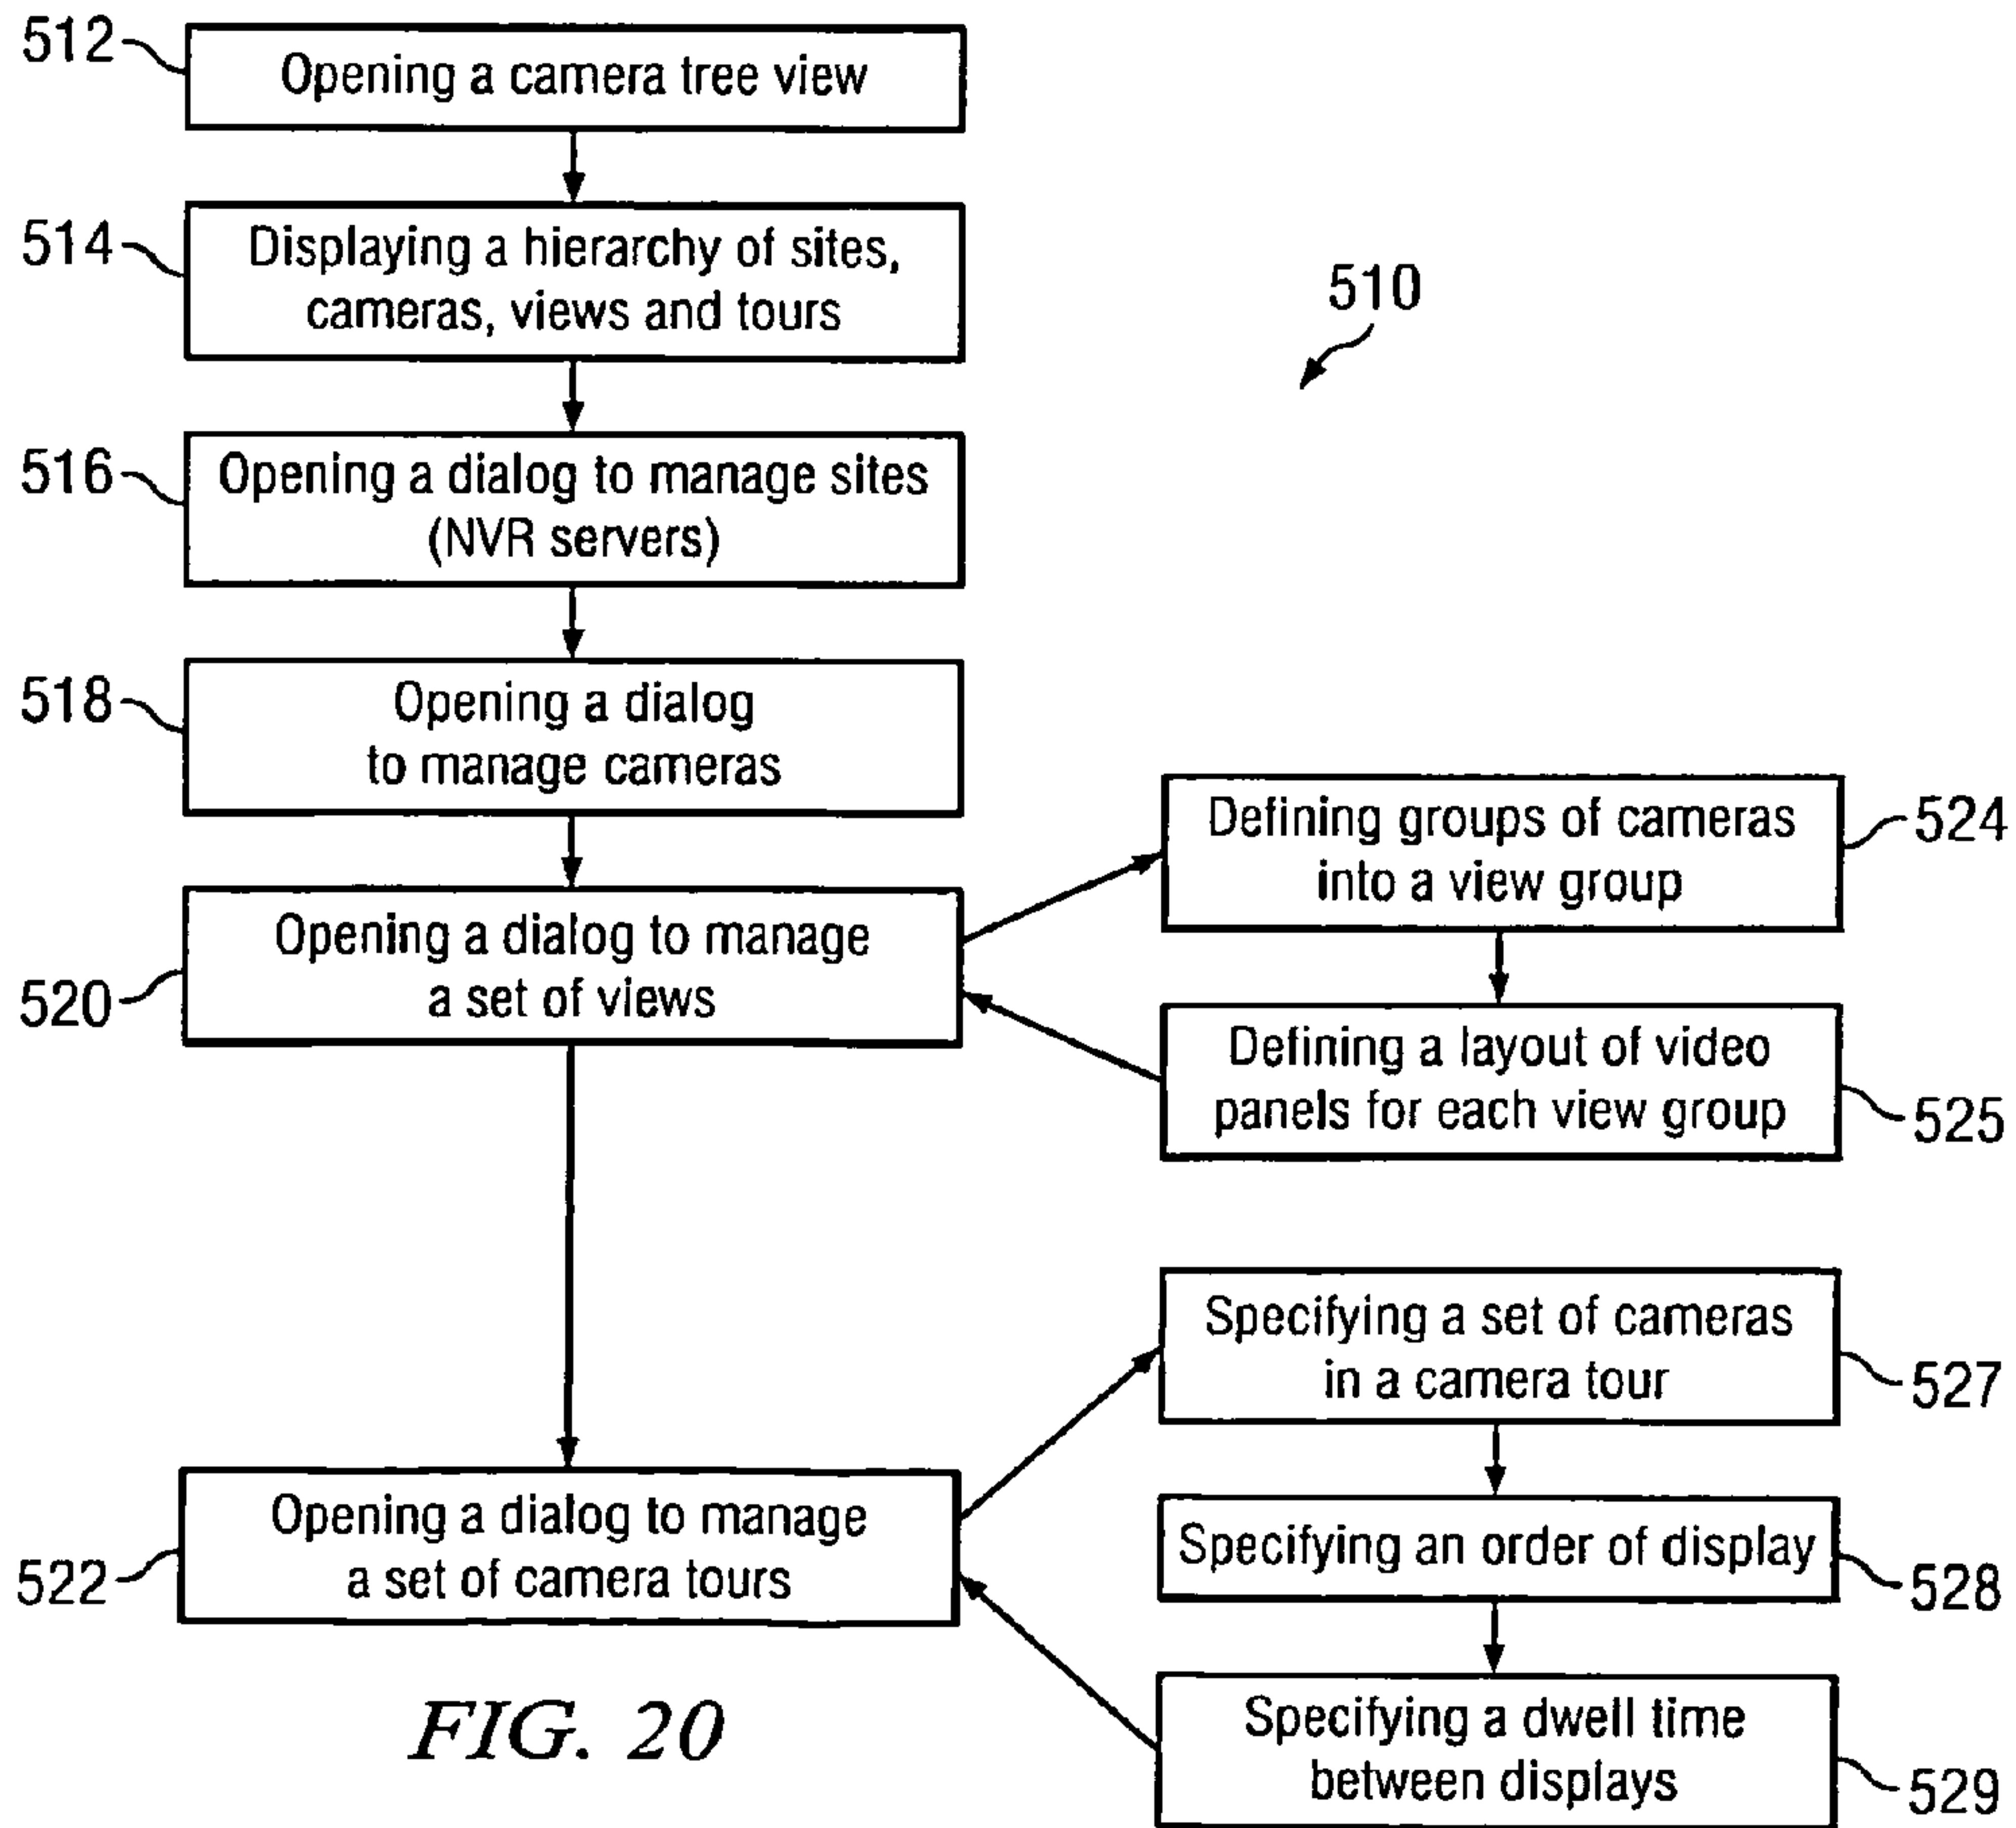 512
Opening a camera tree view
514
Displaying a hierarchy of sites,
cameras, views and tours
510
516
Opening a dialog to manage sites
(NVR servers)
518
Opening a dialog
to manage cameras
520
Opening a dialog to manage
a set of views
Defining groups of cameras
into a view group
524
Defining a layout of video
panels for each view group
525
522
Opening a dialog to manage
a set of camera tours
Specifying a set of cameras
in a camera tour
527
Specifying an order of display
528
Specifying a dwell time
between displays
529
FIG. 20